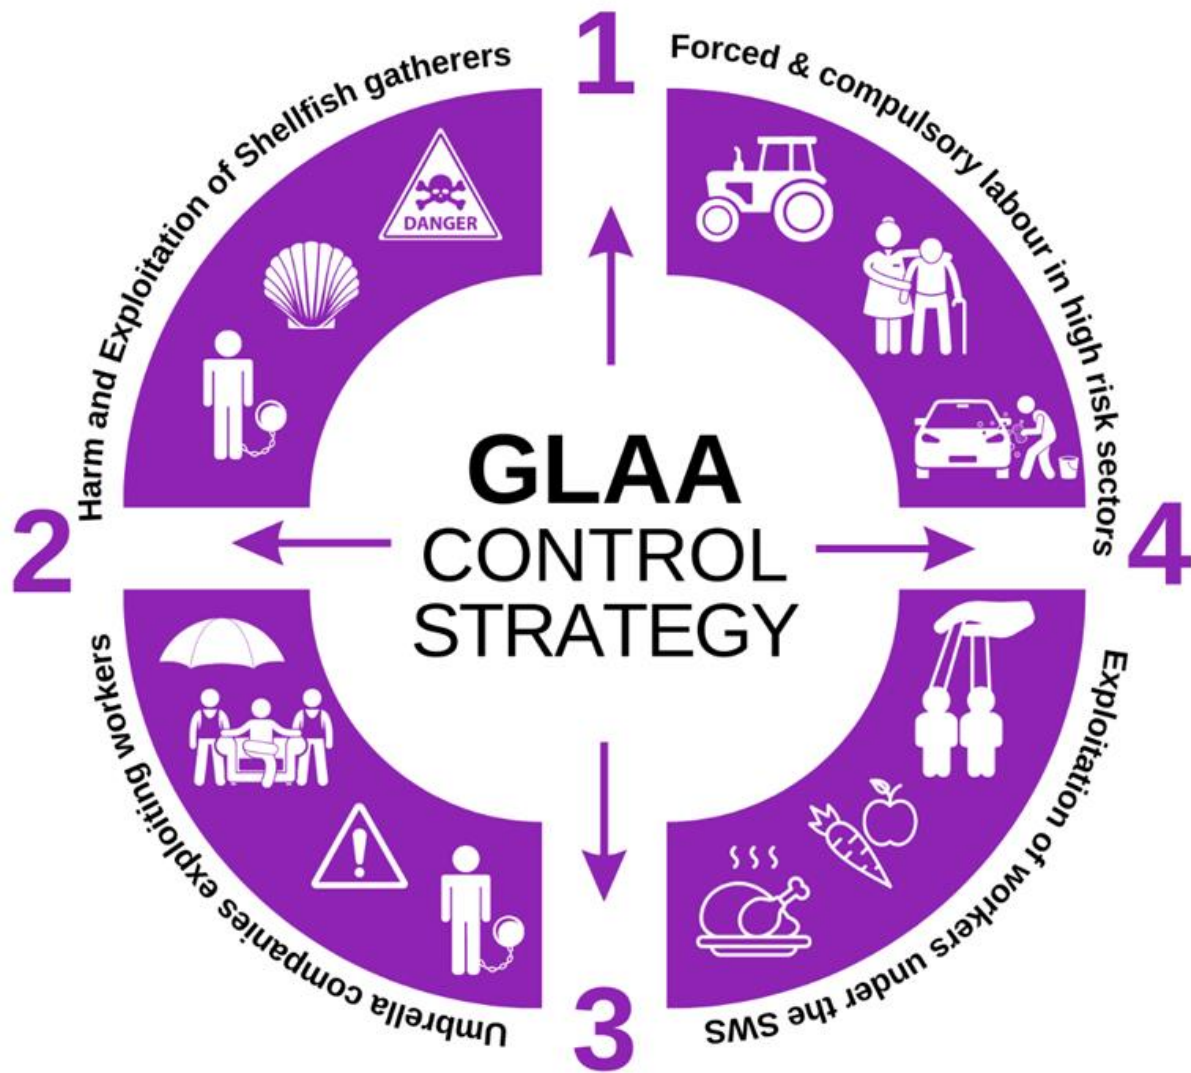 1
Forced & compulsory labour in high risk sectors
Harm and Exploitation of Shellfish gatherers
DANGER
GLAA
CONTROL
STRATEGY
2
4
Umbrella companies exploiting workers
Exploitation of workers under the SWS
3